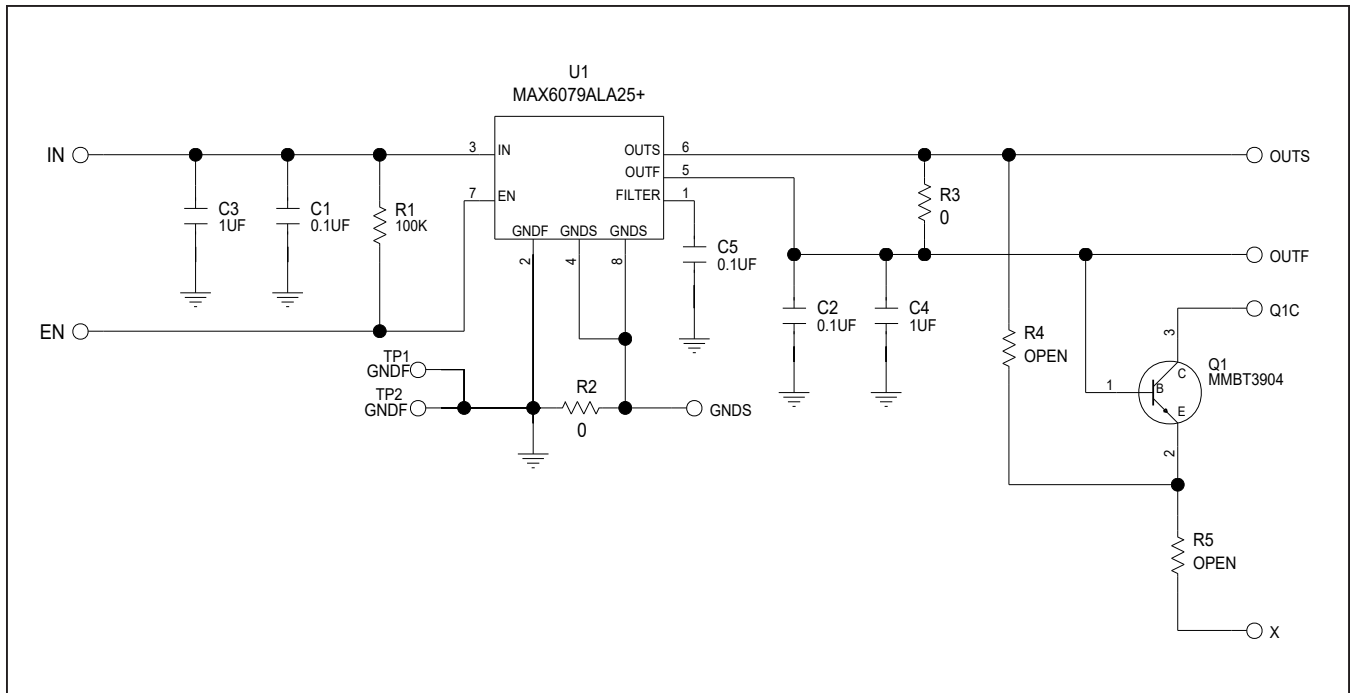 U1
MAX6079ALA25+
IN
3
IN
OUTS
6
OUTS
OUTF
5
FILTER
1
7
EN
C3
1UF
C1
0.1UF
R1
100K
GNDF
GNDS
GNDS
2
4
8
C5
0.1UF
R3
0
OUTF
C2
0.1UF
C4
1UF
Q1C
EN
R4
OPEN
3
C
Q1
MMBT3904
1
B
E
2
TP1
GNDF
TP2
GNDF
R2
0
GNDS
R5
OPEN
X